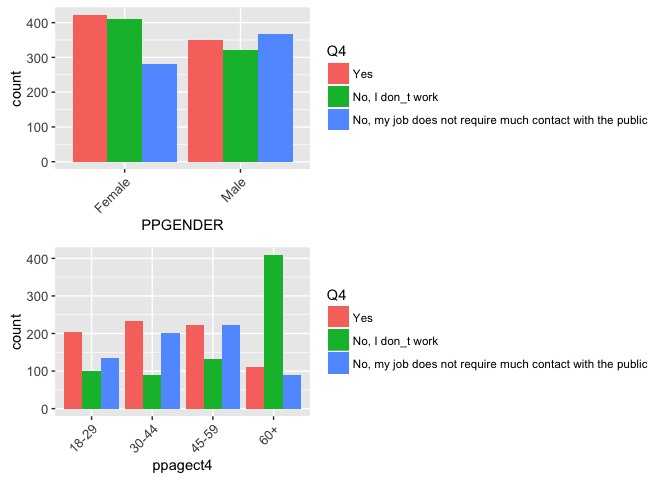 400
300
200
100
0
count
Female
Male
PPGENDER
Q4
Yes
No, I don_t work
No, my job does not require much contact with the public
400
300
200
100
0
count
18-29
30-44
45-59
60+
ppagect4
Q4
Yes
No, I don_t work
No, my job does not require much contact with the public